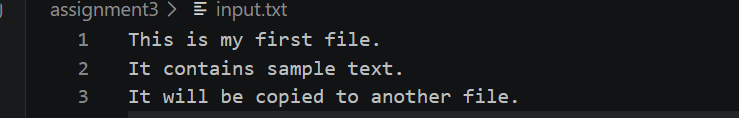 assignment3 > input.txt
1 This is my first file.
2 It contains sample text.
3 It will be copied to another file.